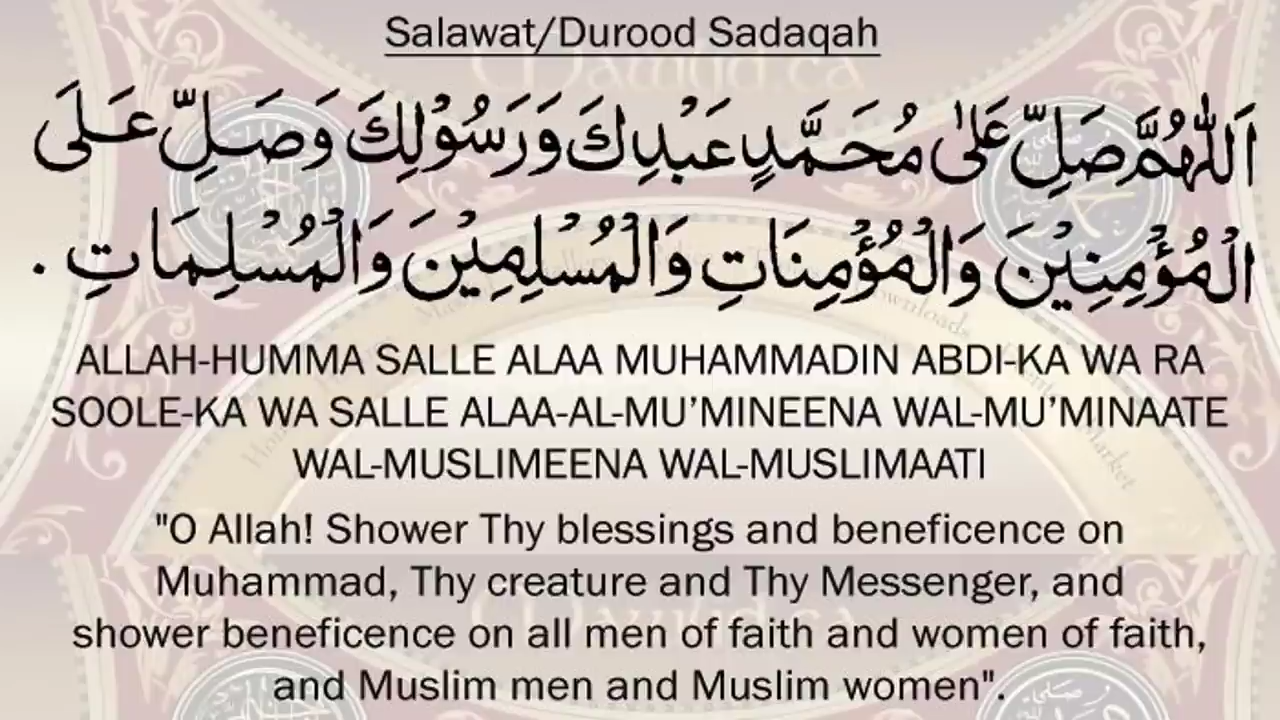 Salawat/Durood Sadaqah
اَللّٰهُمَّ صَلِّ عَلٰی مُحَمَّدٍ عَبْدِكَ وَرَسُوْلِكَ وَصَلِّ عَلَی
الْمُؤْمِنِيْنَ وَالْمُؤْمِنَاتِ وَالْمُسْلِمِيْنَ وَالْمُسْلِمَاتِ .
ALLAH-HUMMA SALLE ALAA MUHAMMADIN ABDI-KA WA RA
SOOLE-KA WA SALLE ALAA-AL-MU’MINEENA WAL-MU’MINAATE
WAL-MUSLIMEENA WAL-MUSLIMAATI
"O Allah! Shower Thy blessings and beneficence on
Muhammad, Thy creature and Thy Messenger, and
shower beneficence on all men of faith and women of faith,
and Muslim men and Muslim women".